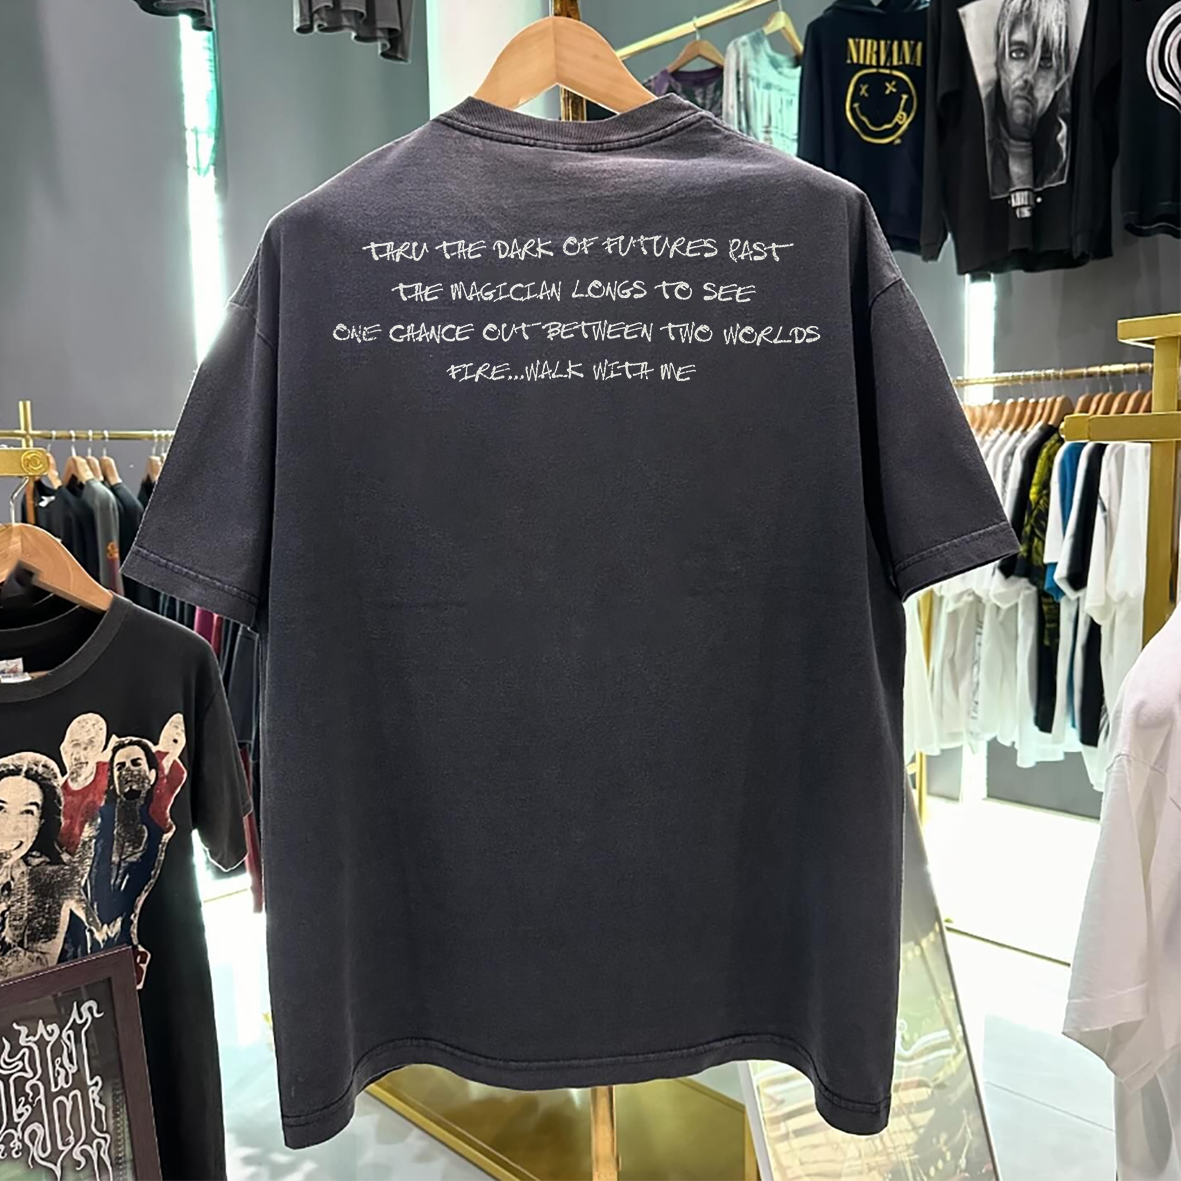 THRU THE DARK OF FUTURES PAST
THE MAGICIAN LONGS TO SEE
ONE CHANCE OUT BETWEEN TWO WORLDS
FIRE...WALK WITH ME
NIRVANA